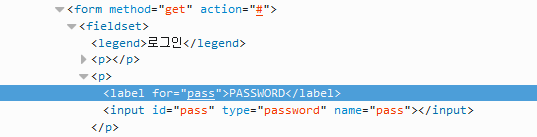 <form method="get" action="#">
<fieldset>
<legend>로그인</legend>
<p></p>
<p>
<label for="pass">PASSWORD</label>
<input id="pass" type="password" name="pass"></input>
</p>